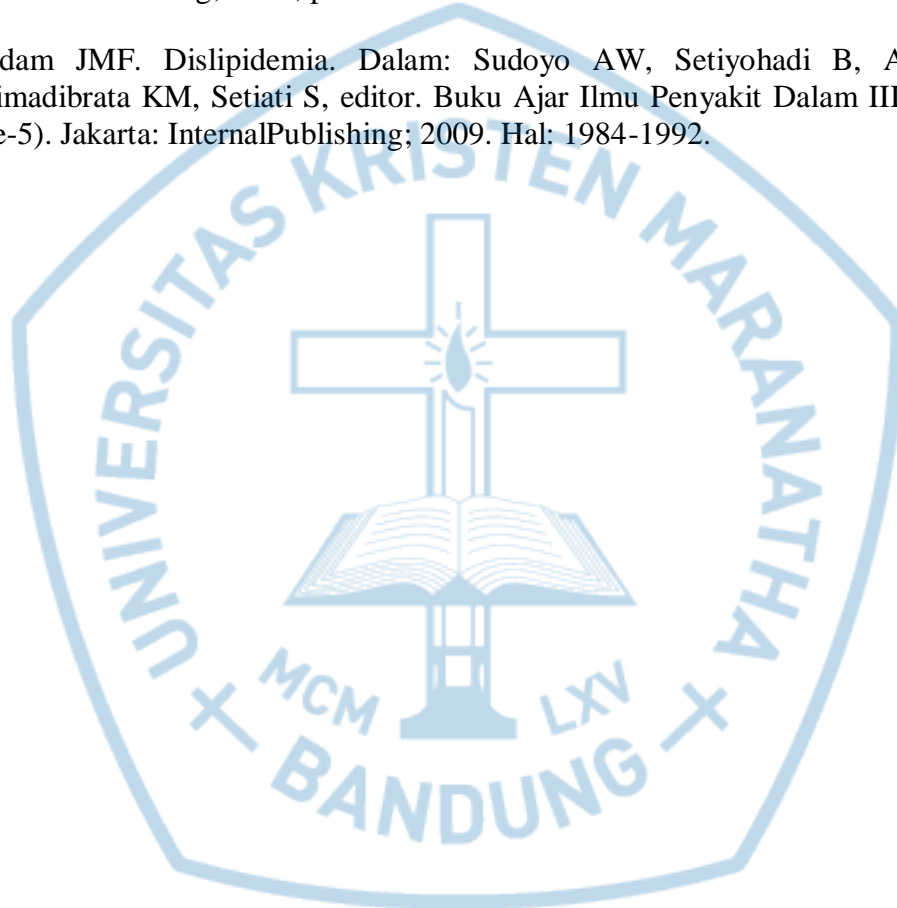 dam JMF. Dislipidemia. Dalam: Sudoyo AW, Setiyohadi B, A
imadibrata KM, Setiati S, editor. Buku Ajar Ilmu Penyakit Dalam III
e-5). Jakarta: InternalPublishing; 2009. Hal: 1984-1992.
UNIVERSITAS KRISTEN MARANATHA
MCM LXV
BANDUNG